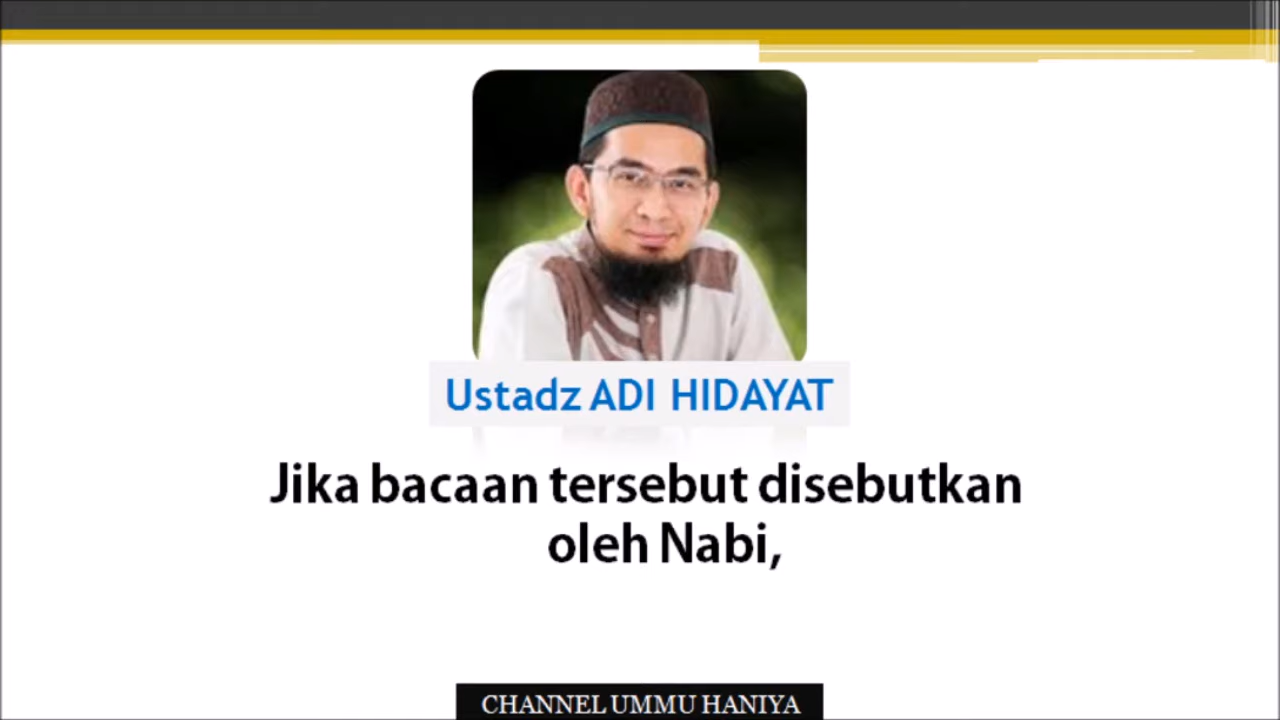 Ustadz ADI HIDAYAT
Jika bacaan tersebut disebutkan
oleh Nabi,
CHANNEL UMMU HANIYA